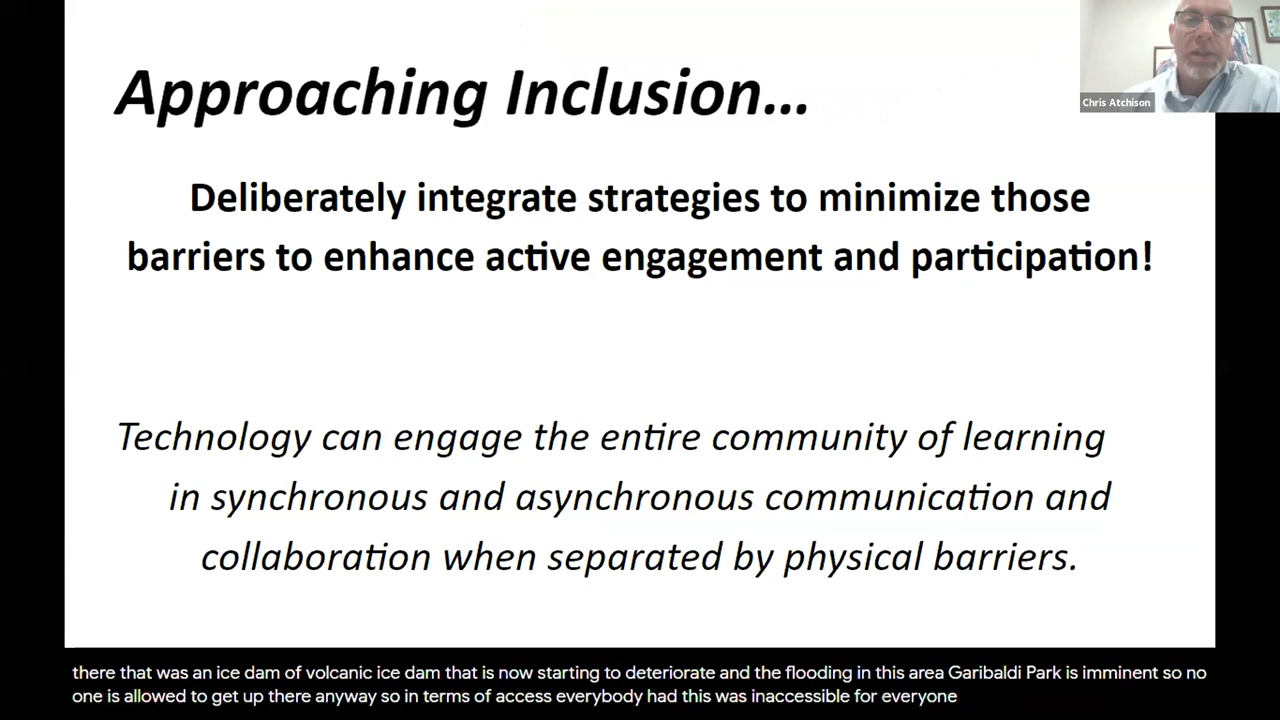 Approaching Inclusion...
Chris Atchison
Deliberately integrate strategies to minimize those
barriers to enhance active engagement and participation!
Technology can engage the entire community of learning
in synchronous and asynchronous communication and
collaboration when separated by physical barriers.
there that was an ice dam of volcanic ice dam that is now starting to deteriorate and the flooding in this area Garibaldi Park is imminent so no
one is allowed to get up there anyway so in terms of access everybody had this was inaccessible for everyone